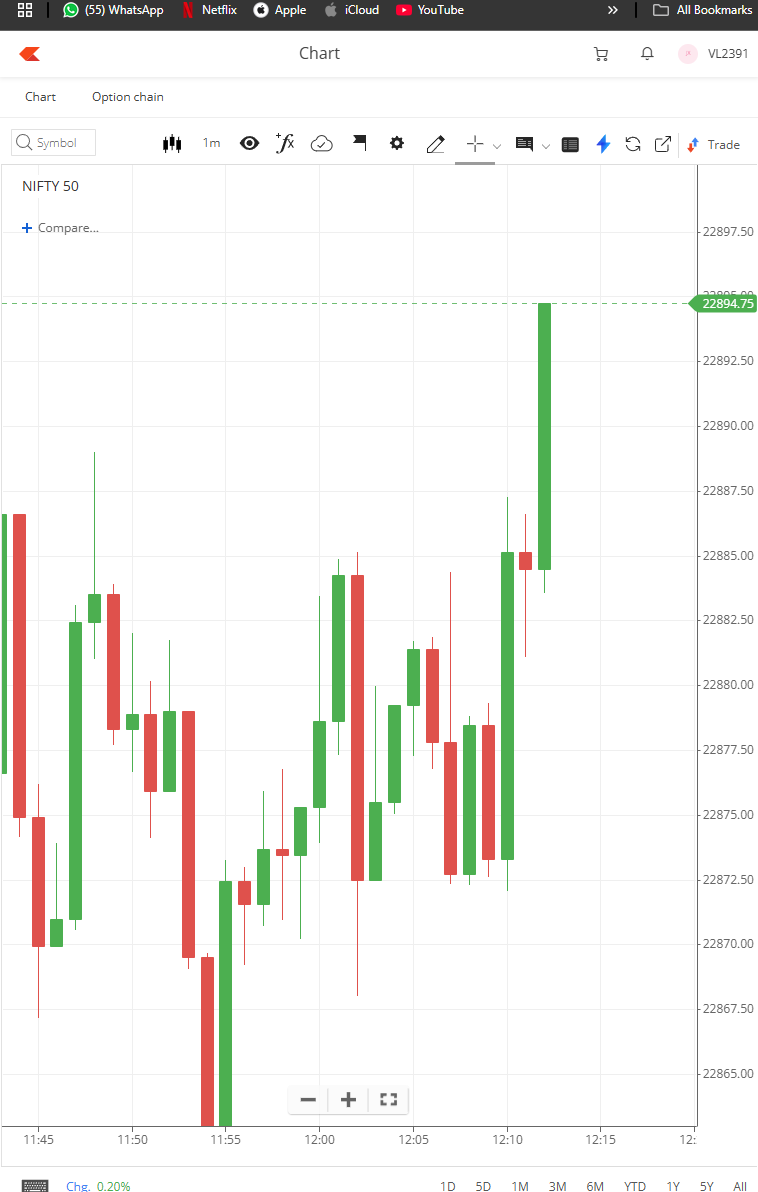 (55) WhatsApp Netflix Apple iCloud YouTube » All Bookmarks
Chart VL2391
Chart Option chain
Symbol 1m ƒx Trade
NIFTY 50
+ Compare...
22897.50
22894.75
22892.50
22890.00
22887.50
22885.00
22882.50
22880.00
22877.50
22875.00
22872.50
22870.00
22867.50
22865.00
11:45 11:50 11:55 12:00 12:05 12:10 12:15 12:
Chg. 0.20% 1D 5D 1M 3M 6M YTD 1Y 5Y All